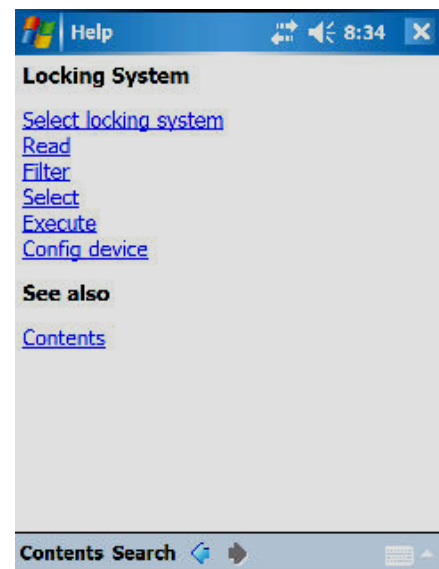 Help 8:34
Locking System
Select locking system
Read
Filter
Select
Execute
Config device
See also
Contents
Contents Search